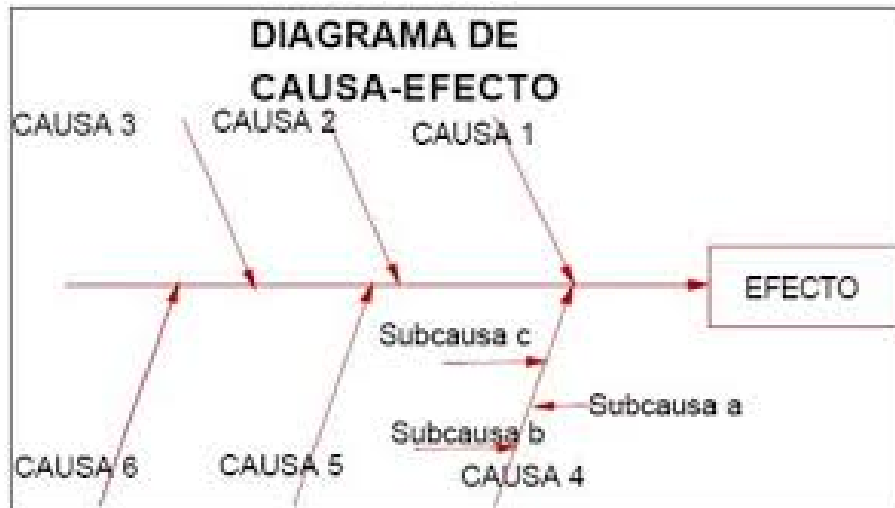 DIAGRAMA DE
CAUSA-EFECTO
CAUSA 3
CAUSA 2
CAUSA 1
EFECTO
Subcausa c
Subcausa a
Subcausa b
CAUSA 6
CAUSA 5
CAUSA 4